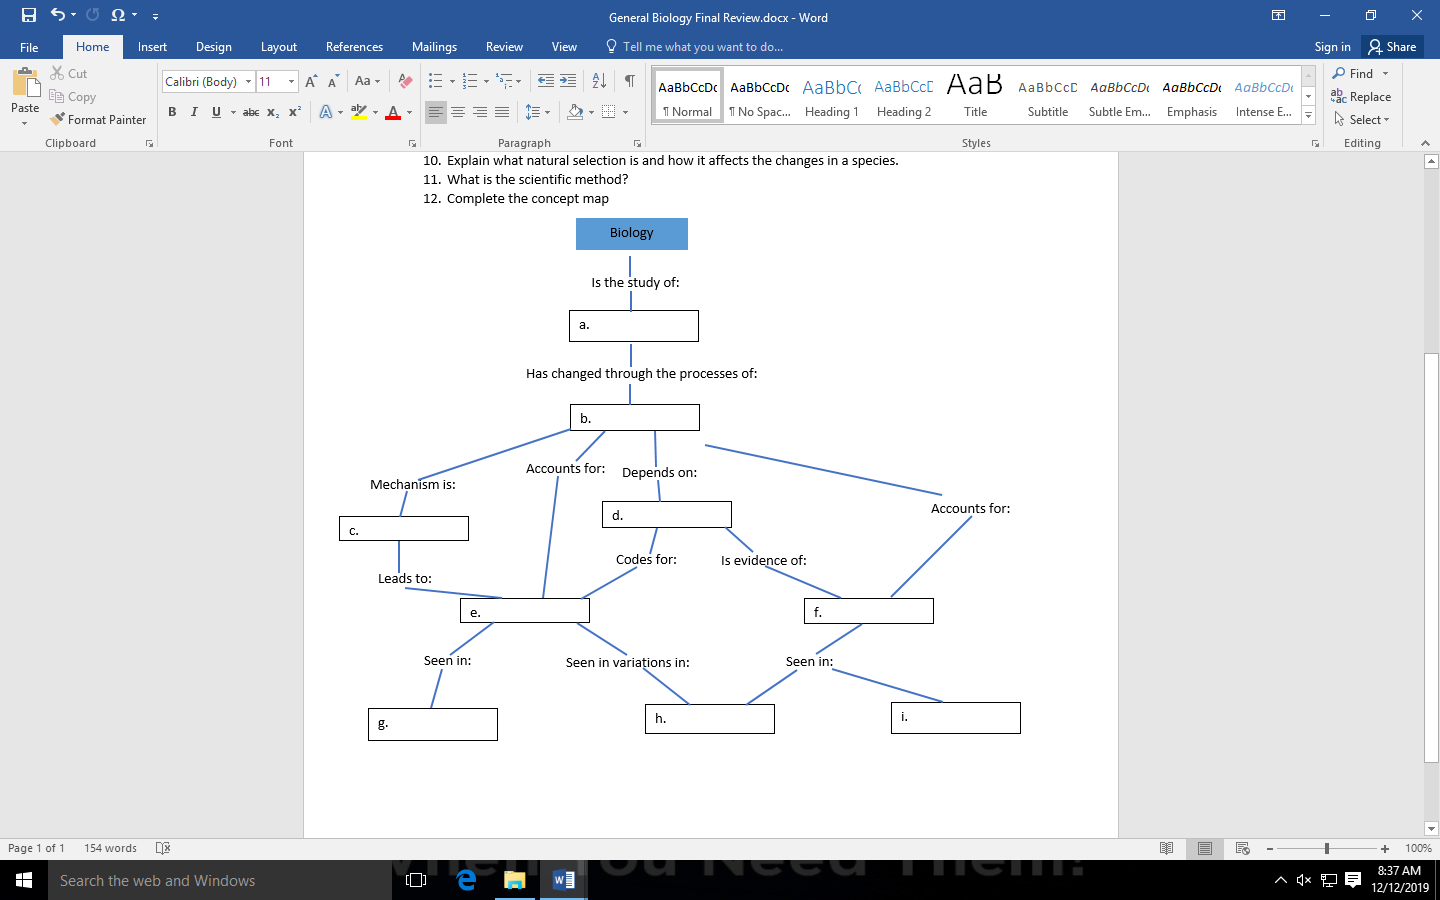 General Biology Final Review.docx - Word
File Home Insert Design Layout References Mailings Review View Tell me what you want to do... Sign in Share
Paste
Cut
Copy
Format Painter
Clipboard
Calibri (Body) 11
Font
Paragraph
AaBbCcDc AaBbCcDc AaBbCc AaBbCcD AaB AaBbCcD AaBbCcDc AaBbCcDc AaBbCcDc
¶ Normal ¶ No Spac... Heading 1 Heading 2 Title Subtitle Subtle Em... Emphasis Intense E...
Styles
Find
Replace
Select
Editing
10. Explain what natural selection is and how it affects the changes in a species.
11. What is the scientific method?
12. Complete the concept map
Biology
Is the study of:
a.
Has changed through the processes of:
b.
Mechanism is:
Accounts for:
Depends on:
Accounts for:
c.
d.
Leads to:
Codes for:
Is evidence of:
e.
f.
Seen in:
Seen in variations in:
Seen in:
g.
h.
i.
Page 1 of 1 154 words
100%
When You Need Them!
Search the web and Windows
8:37 AM
12/12/2019